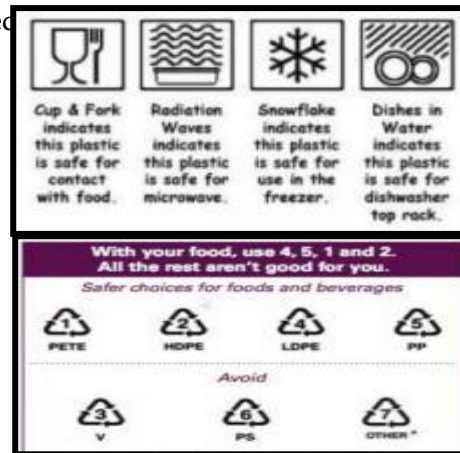 ed
Cup & Fork
indicates
this plastic
is safe for
contact
with food.
Radiation
Waves
indicates
this plastic
is safe for
microwave.
Snowflake
indicates
this plastic
is safe for
use in the
freezer.
Dishes in
Water
indicates
this plastic
is safe for
dishwasher
top rack.
With your food, use 4, 5, 1 and 2.
All the rest aren't good for you.
Safer choices for foods and beverages
1 2 4 5
PETE HDPE LDPE PP
Avoid
3 6 7
V PS OTHER *